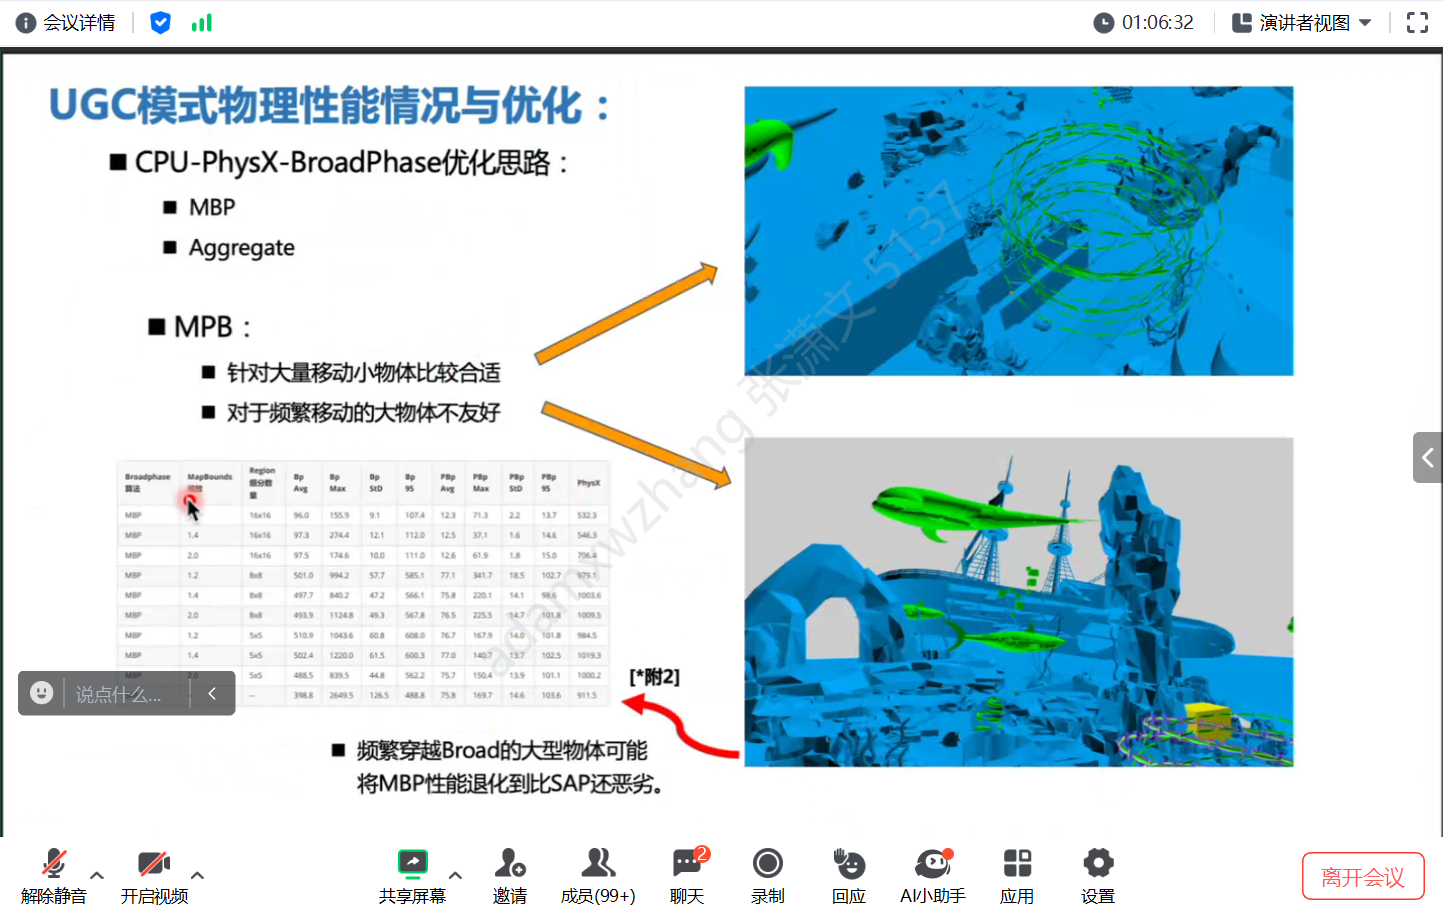 会议详情
01:06:32
演讲者视图
UGC模式物理性能情况与优化：
■ CPU-PhysX-BroadPhase优化思路：
■ MBP
■ Aggregate
■ MPB：
■ 针对大量移动小物体比较合适
■ 对于频繁移动的大物体不友好
Broadphase算法 MapBounds Region细分数量 Bp Avg Bp Max Bp StD Bp 95 PBp Avg PBp Max PBp StD PBp 95 PhysX
MBP 16x16 96.0 155.9 9.1 107.4 12.3 71.3 2.2 13.7 532.3
MBP 1.4 16x16 97.3 274.4 12.1 112.0 12.5 37.1 1.6 14.6 546.3
MBP 2.0 16x16 97.5 174.6 10.0 111.0 12.6 61.9 1.8 15.0 706.4
MBP 1.2 8x8 501.0 994.2 57.7 585.1 77.1 341.7 18.5 102.7 979.1
MBP 1.4 8x8 497.7 840.2 47.2 566.1 75.8 220.1 14.1 98.6 1003.6
MBP 2.0 8x8 493.9 1124.8 49.3 567.8 76.5 225.5 14.7 101.8 1009.5
MBP 1.2 5x5 510.9 1043.6 60.8 608.0 76.7 167.9 14.0 101.8 984.5
MBP 1.4 5x5 502.4 1220.0 61.5 600.3 77.0 140.7 13.7 102.5 1019.3
2.0 5x5 488.5 839.5 44.8 562.2 75.7 150.4 13.9 101.1 1000.2
-- 398.8 2649.5 126.5 488.8 75.8 169.7 14.6 103.6 911.5
[*附2]
■ 频繁穿越Broad的大型物体可能
将MBP性能退化到比SAP还恶劣。
adamxwzhang 张潇文 5137
说点什么...
解除静音
开启视频
共享屏幕
邀请
成员(99+)
2
聊天
录制
回应
AI小助手
应用
设置
离开会议